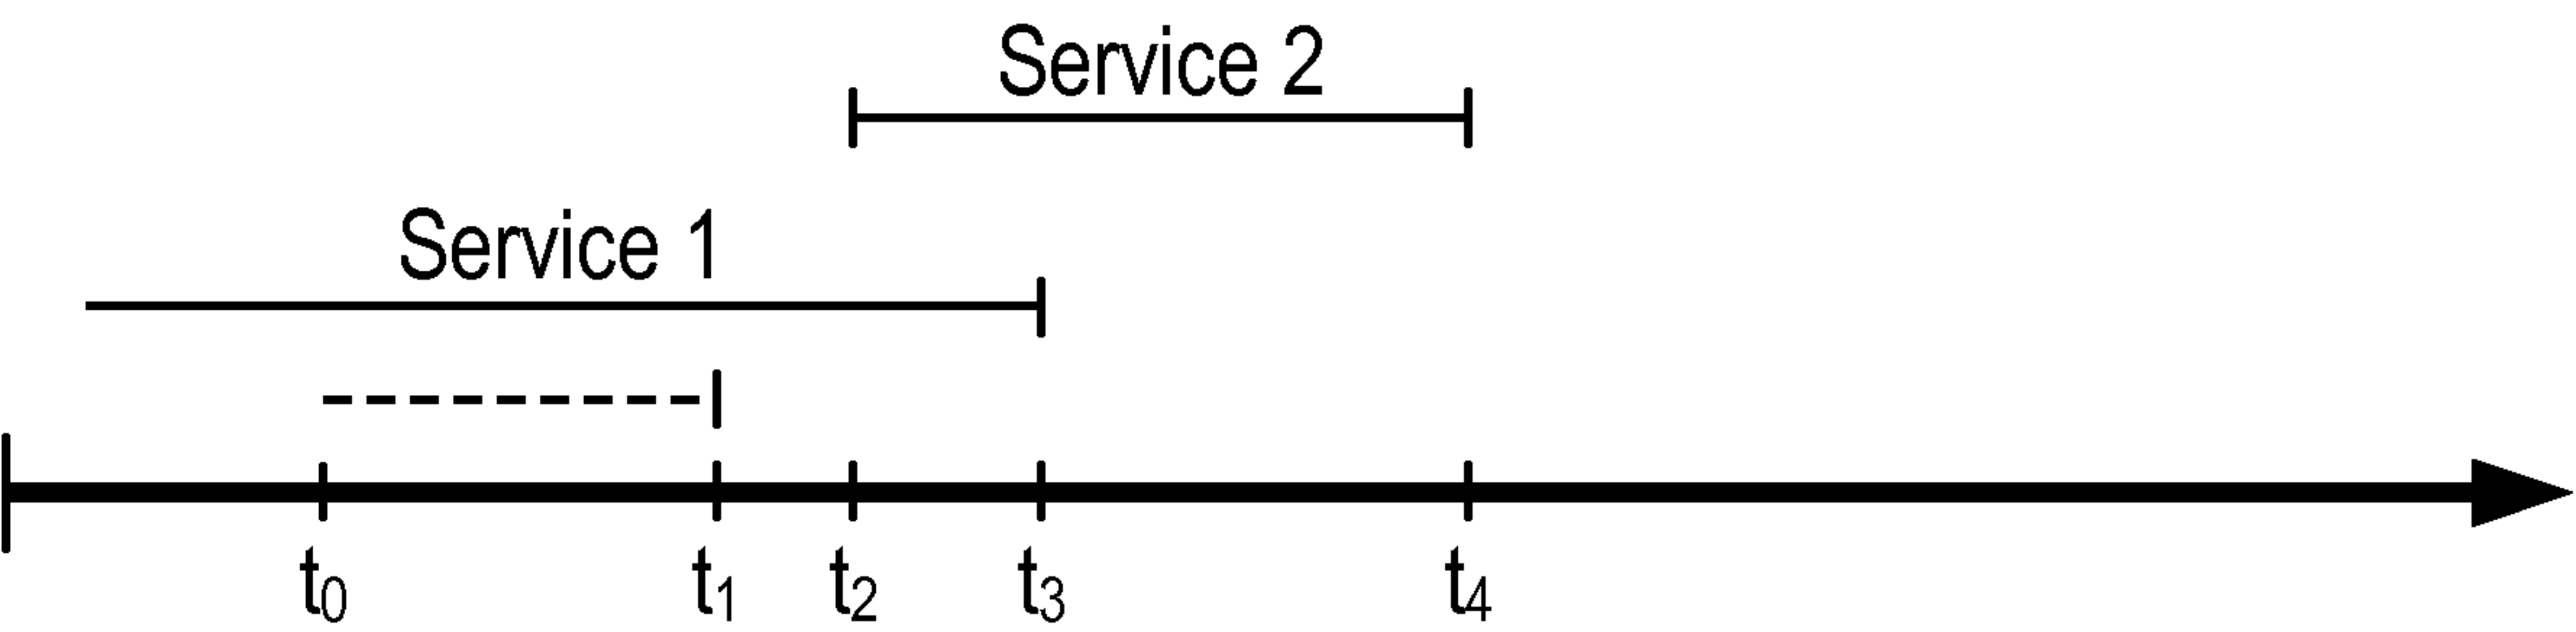 Service 2
Service 1
t₀ t₁ t₂ t₃ t₄